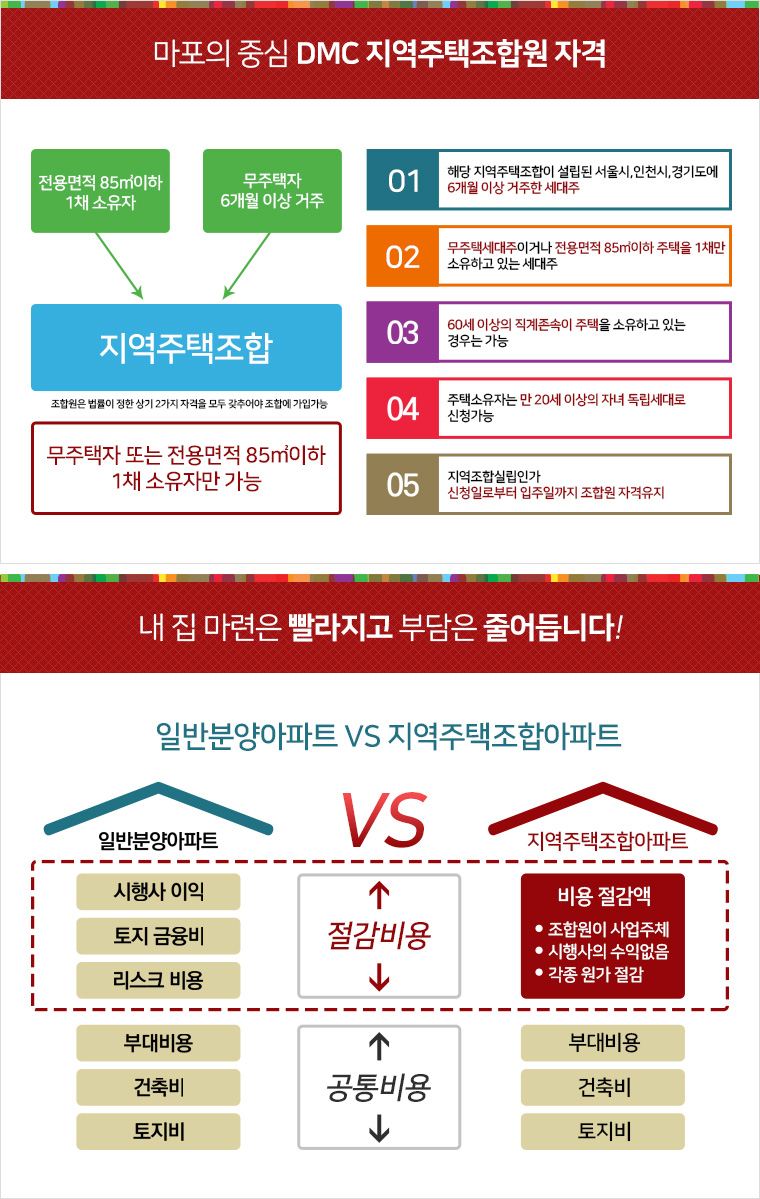 마포의 중심 DMC 지역주택조합원 자격
전용면적 85㎡이하
1채 소유자
무주택자
6개월 이상 거주
지역주택조합
조합원은 법률이 정한 상기 2가지 자격을 모두 갖추어야 조합에 가입가능
무주택자 또는 전용면적 85㎡이하
1채 소유자만 가능
01
해당 지역주택조합이 설립된 서울시,인천시,경기도에
6개월 이상 거주한 세대주
02
무주택세대주이거나 전용면적 85㎡이하 주택을 1채만
소유하고 있는 세대주
03
60세 이상의 직계존속이 주택을 소유하고 있는
경우는 가능
04
주택소유자는 만 20세 이상의 자녀 독립세대로
신청가능
05
지역조합실립인가
신청일로부터 입주일까지 조합원 자격유지
내 집 마련은 빨라지고 부담은 줄어듭니다!
일반분양아파트 VS 지역주택조합아파트
일반분양아파트
VS
지역주택조합아파트
시행사 이익
토지 금융비
리스크 비용
절감비용
비용 절감액
• 조합원이 사업주체
• 시행사의 수익없음
• 각종 원가 절감
부대비용
건축비
토지비
공통비용
부대비용
건축비
토지비